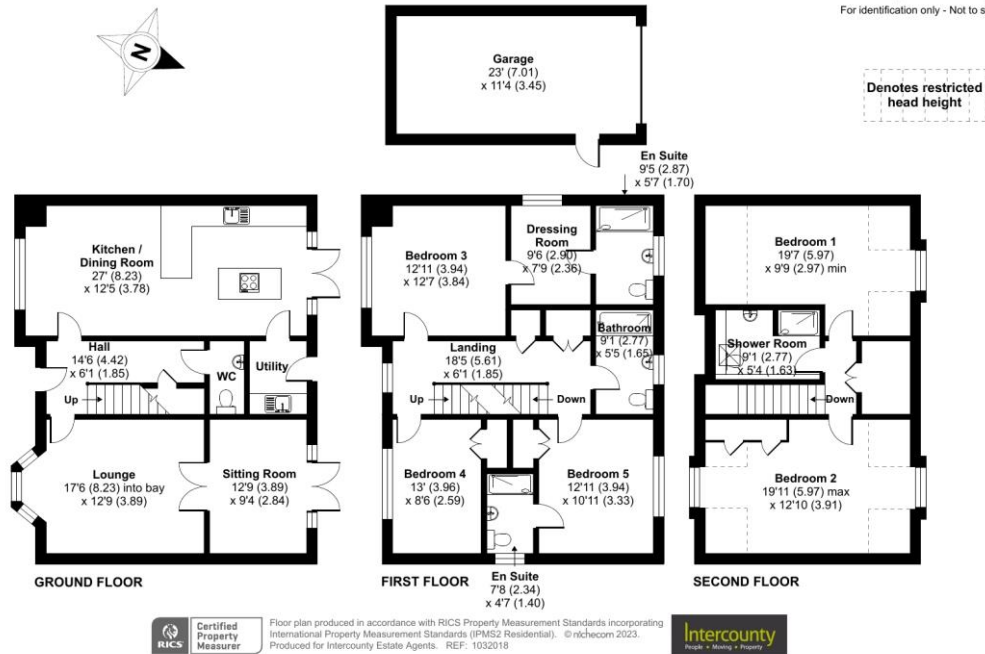 For identification only - Not to s
N
Garage
23' (7.01)
x 11'4 (3.45)
Denotes restricted
head height
En Suite
9'5 (2.87)
x 5'7 (1.70)
Kitchen /
Dining Room
27' (8.23)
x 12'5 (3.78)
Hall
14'6 (4.42)
x 6'1 (1.85)
WC
Utility
Up
Lounge
17'6 (8.23) into bay
x 12'9 (3.89)
Sitting Room
12'9 (3.89)
x 9'4 (2.84)
GROUND FLOOR
Bedroom 3
12'11 (3.94)
x 12'7 (3.84)
Dressing
Room
9'6 (2.90)
x 7'9 (2.36)
Landing
18'5 (5.61)
x 6'1 (1.85)
Bathroom
9'1 (2.77)
x 5'5 (1.65)
Up
Down
Bedroom 4
13' (3.96)
x 8'6 (2.59)
Bedroom 5
12'11 (3.94)
x 10'11 (3.33)
En Suite
7'8 (2.34)
x 4'7 (1.40)
FIRST FLOOR
Bedroom 1
19'7 (5.97)
x 9'9 (2.97) min
Shower Room
9'1 (2.77)
x 5'4 (1.63)
Down
Bedroom 2
19'11 (5.97) max
x 12'10 (3.91)
SECOND FLOOR
RICS
Certified
Property
Measurer
Floor plan produced in accordance with RICS Property Measurement Standards incorporating
International Property Measurement Standards (IPMS2 Residential). © nichecom 2023.
Produced for Intercounty Estate Agents. REF: 1032018
Intercounty
People • Moving • Property